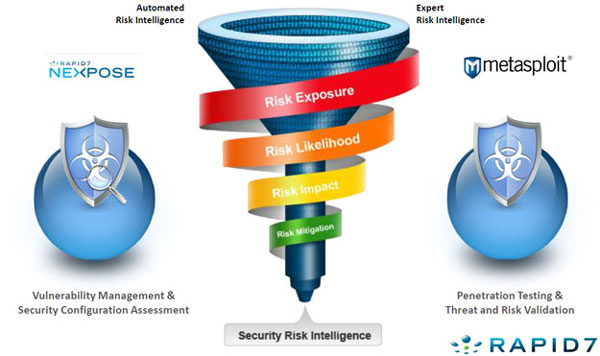 Automated
Risk Intelligence
Expert
Risk Intelligence
RAPID7
NEXPOSE
metasploit®
Risk Exposure
Risk Likelihood
Risk Impact
Risk Mitigation
Vulnerability Management &
Security Configuration Assessment
Penetration Testing &
Threat and Risk Validation
Security Risk Intelligence
RAPID7